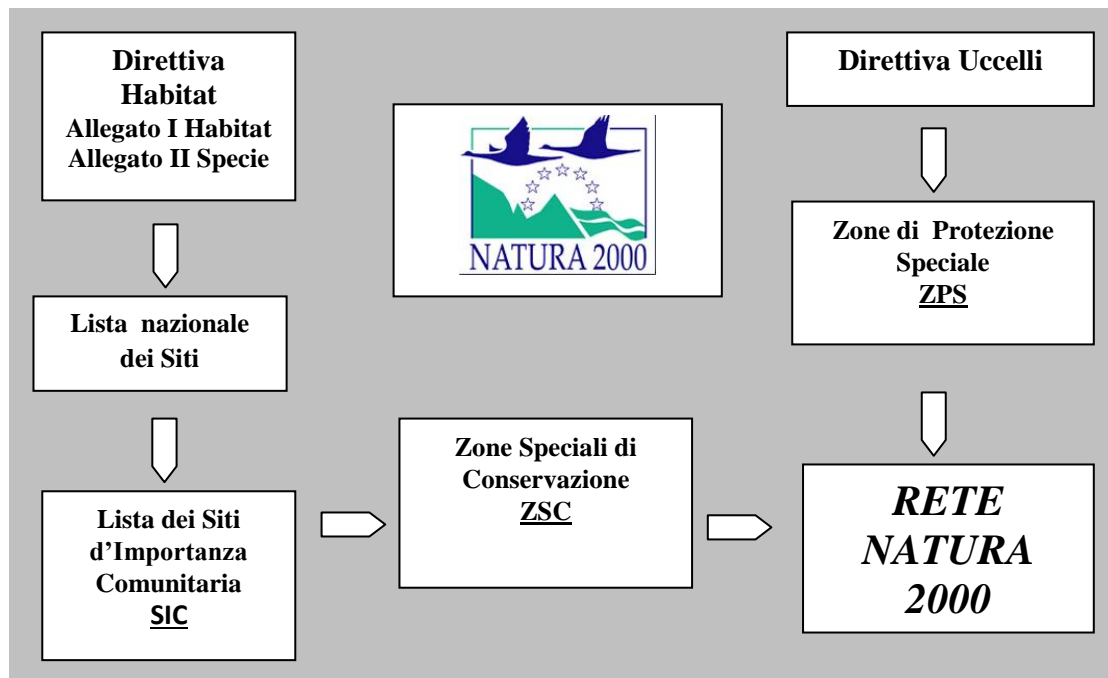 Direttiva
Habitat
Allegato I Habitat
Allegato II Specie
Direttiva Uccelli
NATURA 2000
Zone di Protezione
Speciale
ZPS
Lista nazionale
dei Siti
Zone Speciali di
Conservazione
ZSC
Lista dei Siti
d’Importanza
Comunitaria
SIC
RETE
NATURA
2000